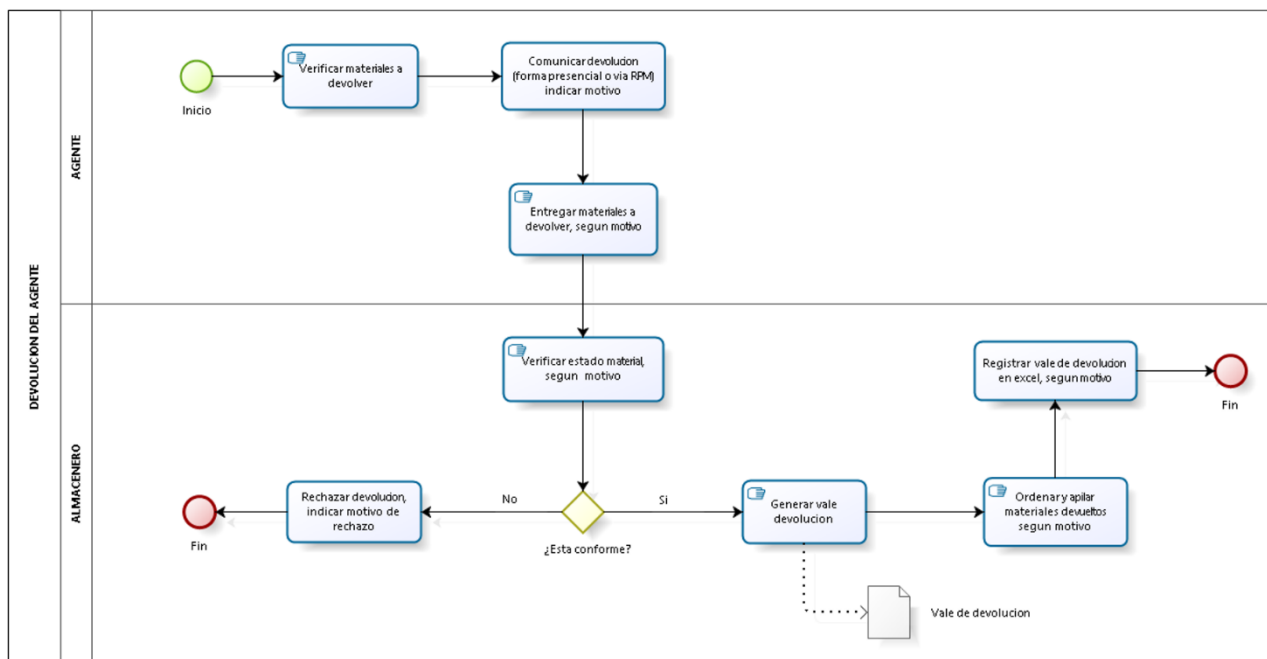 DEVOLUCION DEL AGENTE
AGENTE
Inicio
Verificar materiales a
devolver
Comunicar devolucion
(forma presencial o via RPM)
indicar motivo
Entregar materiales a
devolver, segun motivo
ALMACENERO
Verificar estado material,
segun motivo
¿Esta conforme?
No
Rechazar devolucion,
indicar motivo de
rechazo
Fin
Si
Generar vale
devolucion
Vale de devolucion
Ordenar y apilar
materiales devueltos
segun motivo
Registrar vale de devolucion
en excel, segun motivo
Fin